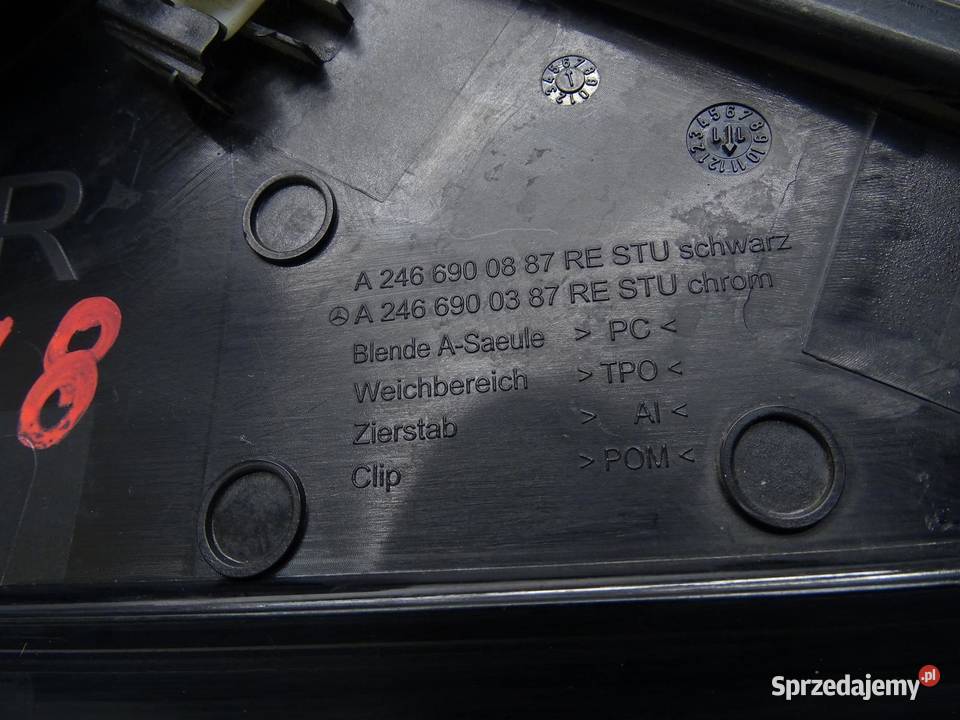 R
8
A 246 690 08 87 RE STU schwarz
A 246 690 03 87 RE STU chrom
Blende A-Saeule > PC <
Weichbereich > TPO <
Zierstab > Al <
Clip > POM <
Sprzedajemy.pl